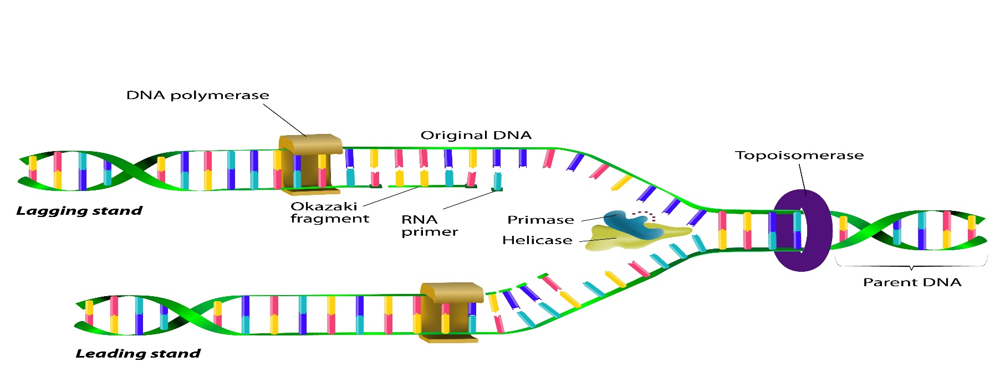 DNA polymerase
Original DNA
Topoisomerase
Lagging stand
Okazaki
fragment
RNA
primer
Primase
Helicase
Parent DNA
Leading stand